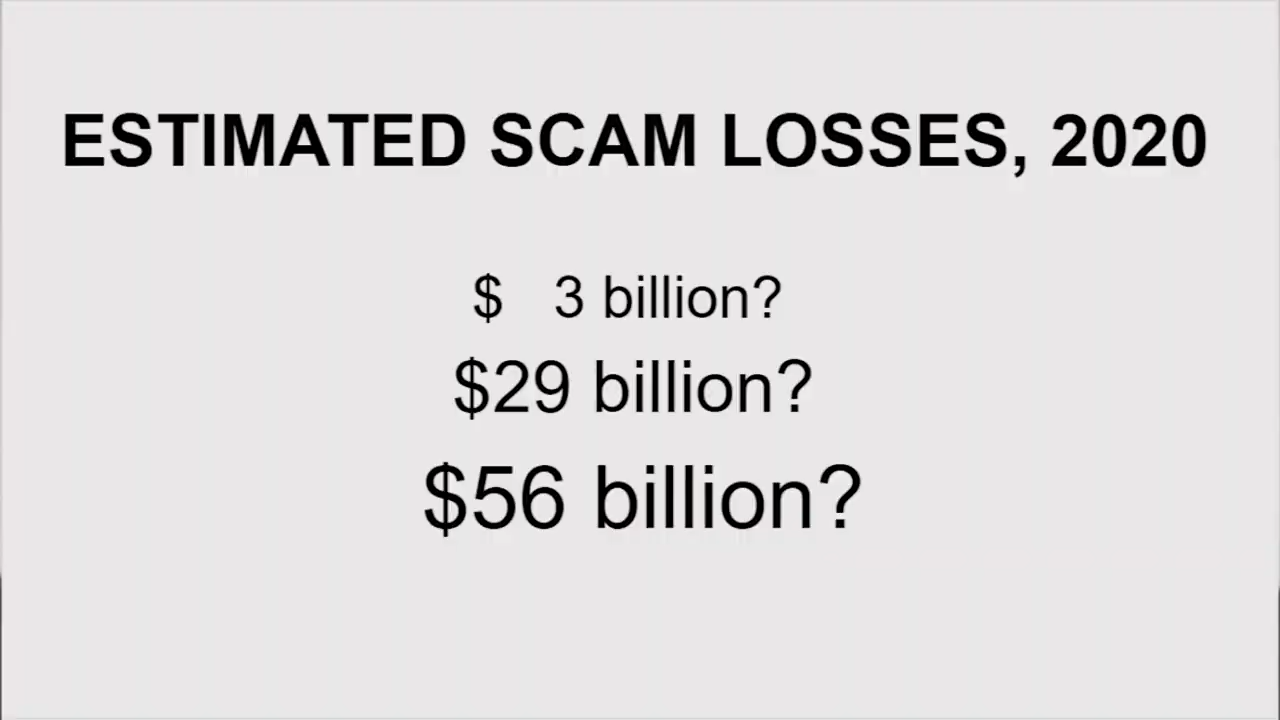 ESTIMATED SCAM LOSSES, 2020
$ 3 billion?
$29 billion?
$56 billion?